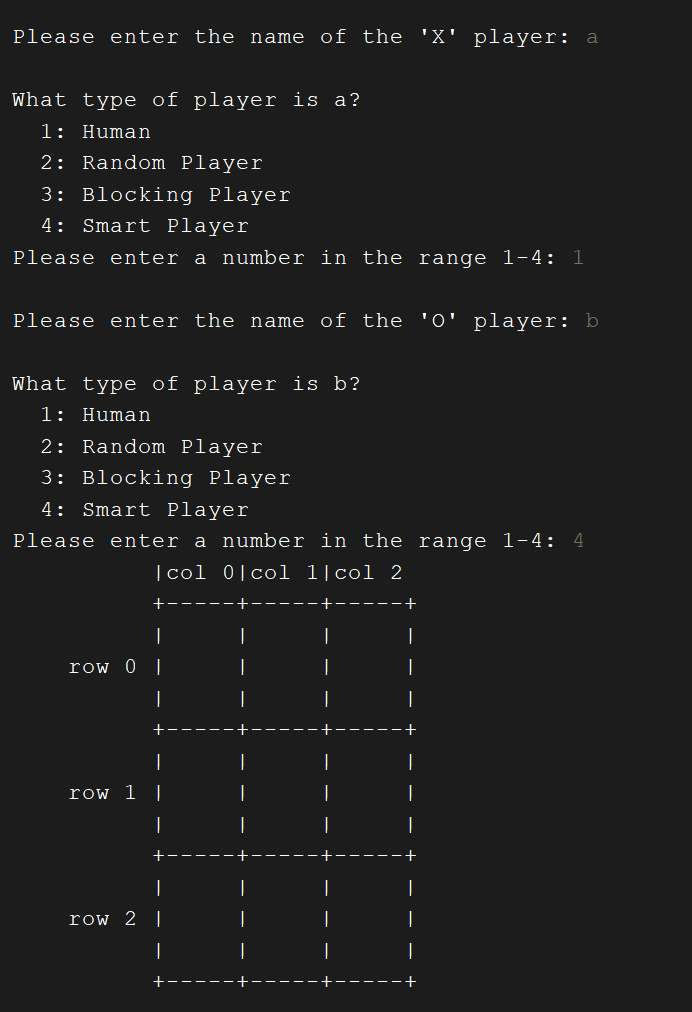 Please enter the name of the 'X' player: a

What type of player is a?
  1: Human
  2: Random Player
  3: Blocking Player
  4: Smart Player
Please enter a number in the range 1-4: 1

Please enter the name of the 'O' player: b

What type of player is b?
  1: Human
  2: Random Player
  3: Blocking Player
  4: Smart Player
Please enter a number in the range 1-4: 4
          |col 0|col 1|col 2
          +-----+-----+-----+
          |     |     |     |
    row 0 |     |     |     |
          |     |     |     |
          +-----+-----+-----+
          |     |     |     |
    row 1 |     |     |     |
          |     |     |     |
          +-----+-----+-----+
          |     |     |     |
    row 2 |     |     |     |
          |     |     |     |
          +-----+-----+-----+